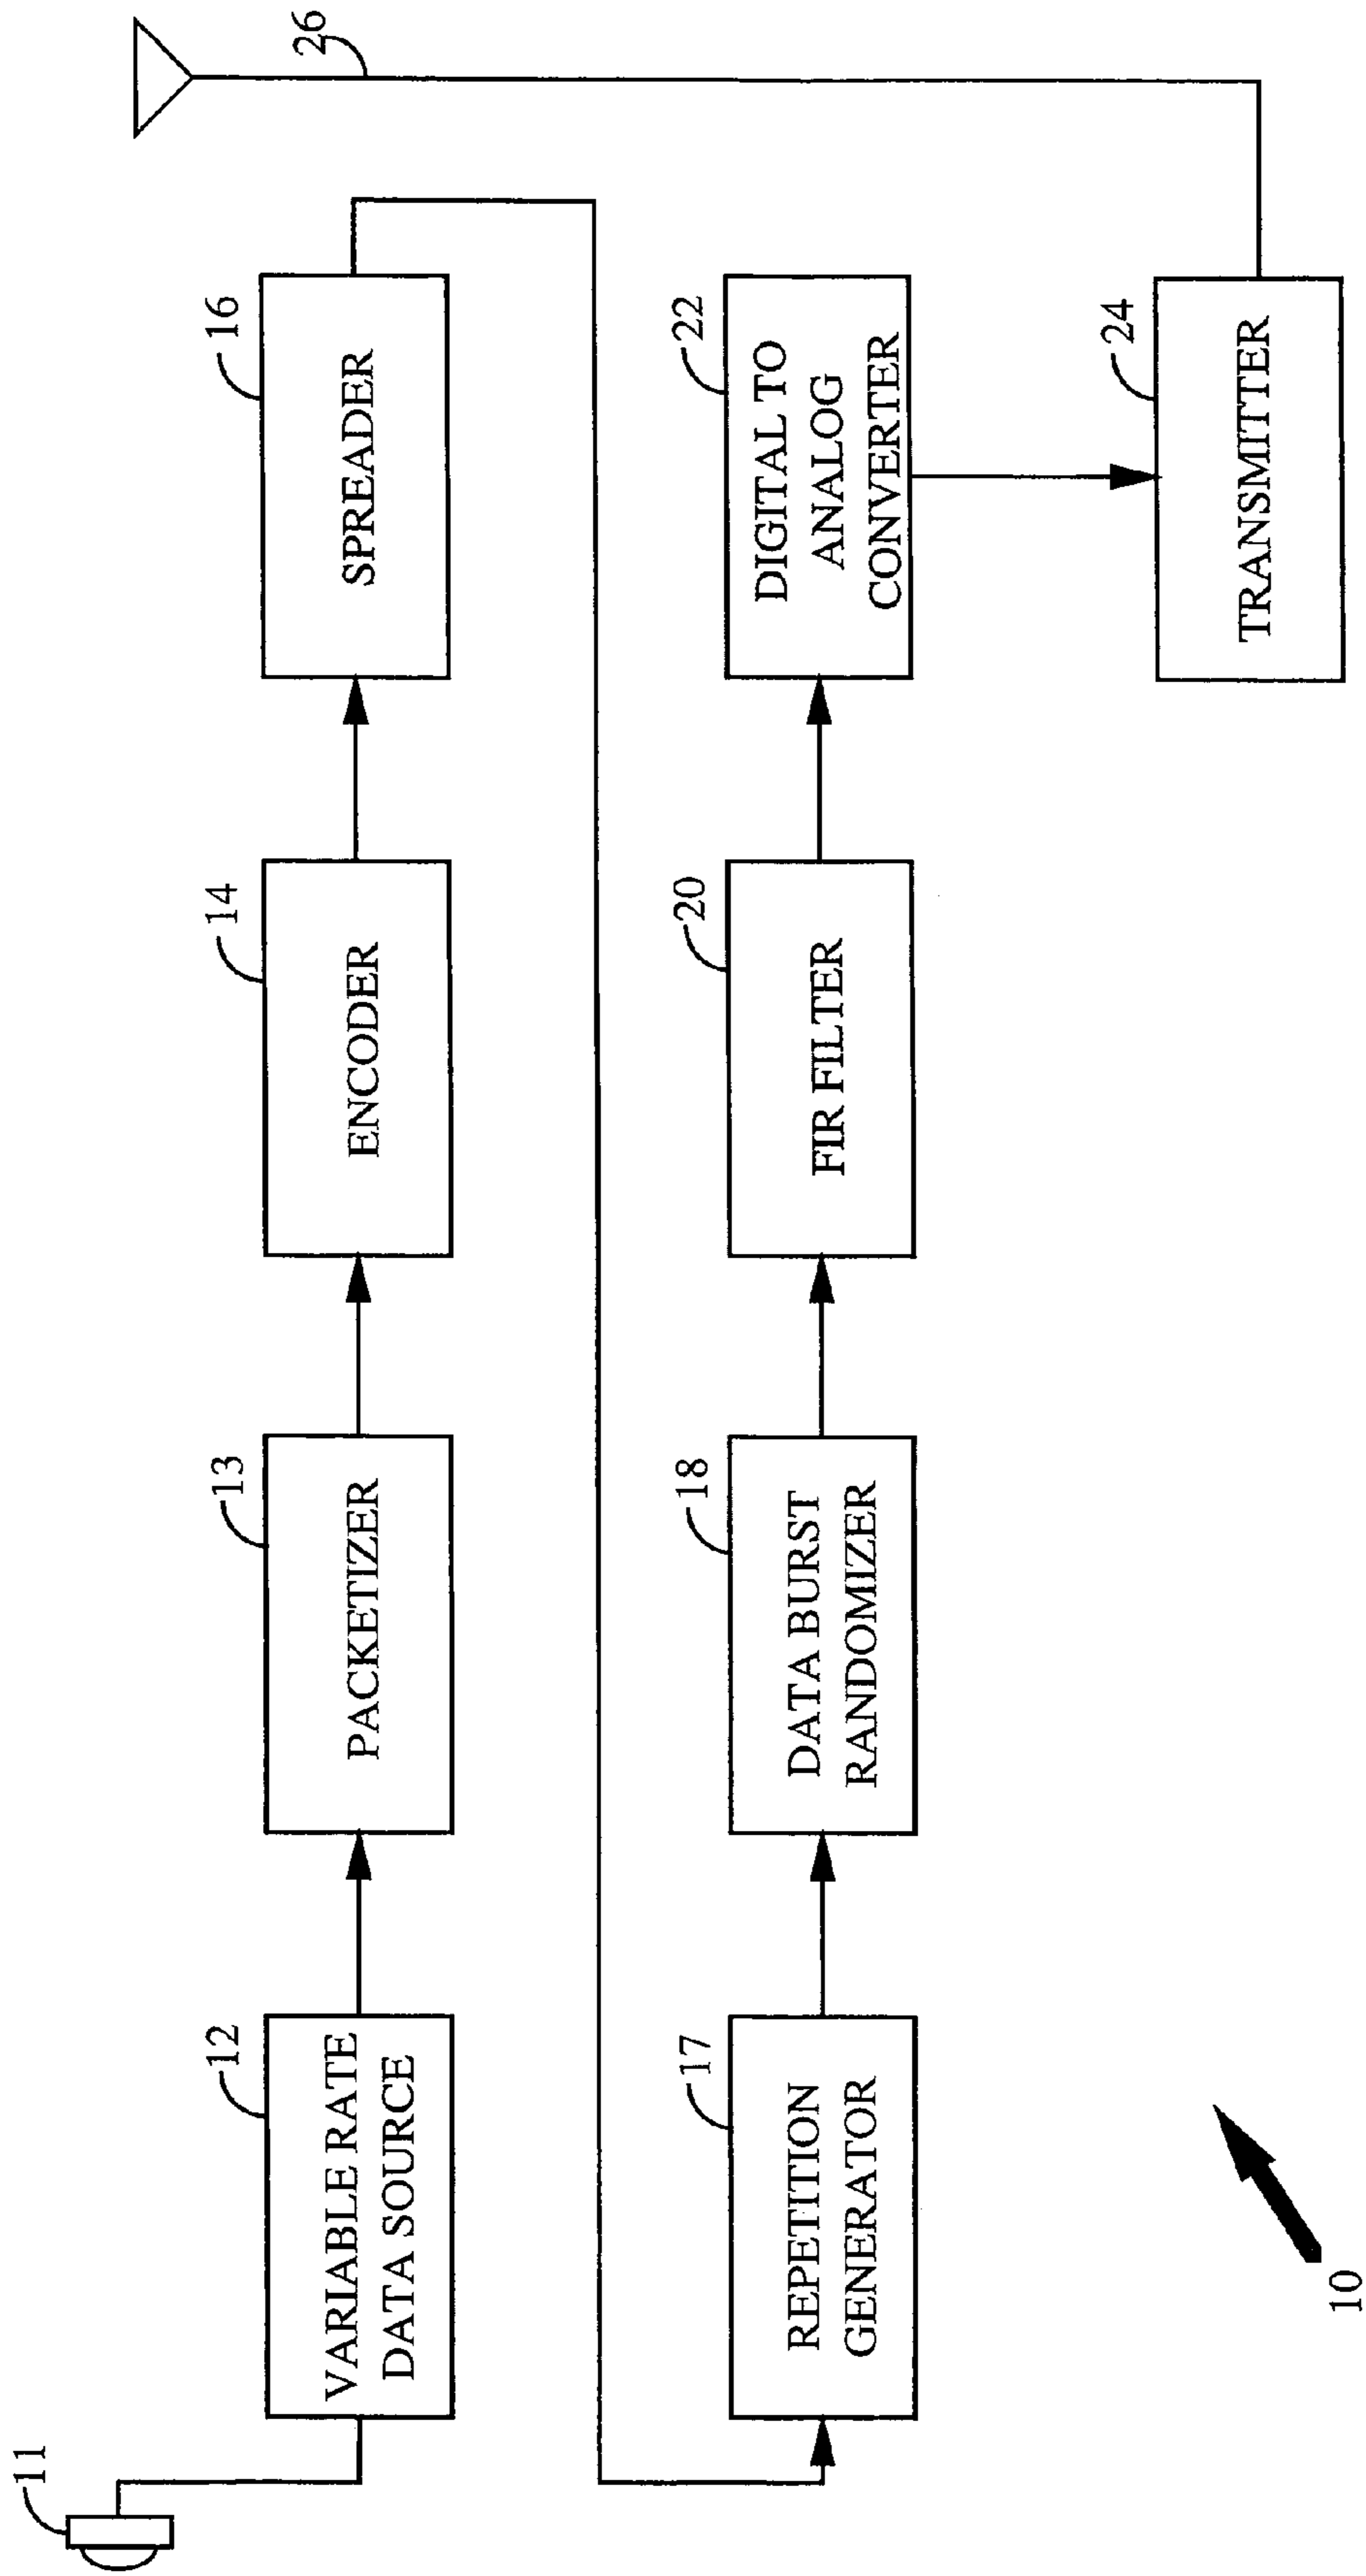 11
12
VARIABLE RATE
DATA SOURCE
13
PACKETIZER
14
ENCODER
16
SPREADER
26
17
REPETITION
GENERATOR
18
DATA BURST
RANDOMIZER
20
FIR FILTER
22
DIGITAL TO
ANALOG
CONVERTER
24
TRANSMITTER
10